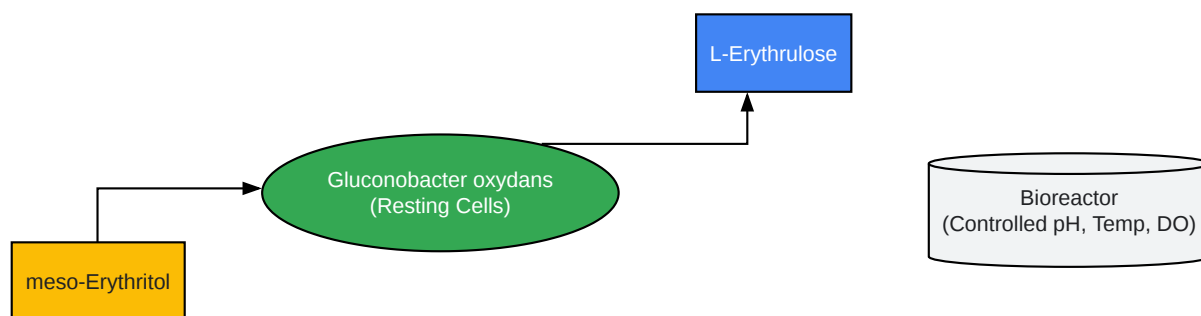 L-Erythrulose
Gluconobacter oxydans
(Resting Cells)
Bioreactor
(Controlled pH, Temp, DO)
meso-Erythritol